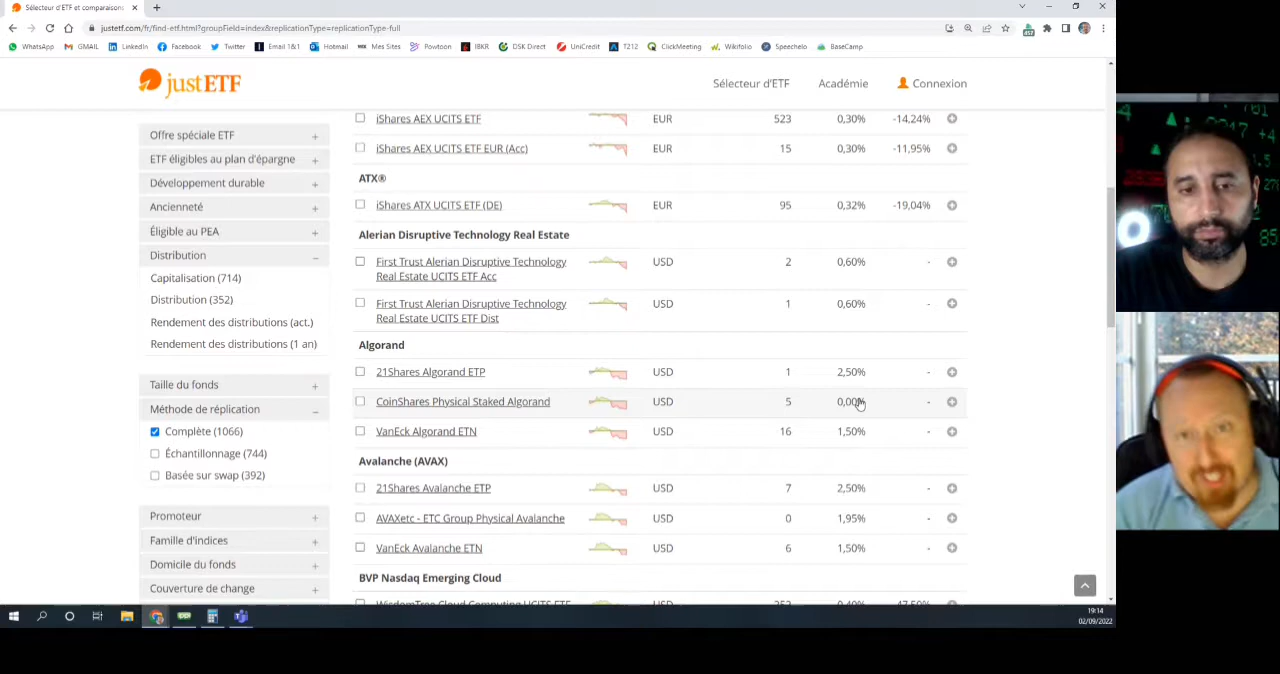 Sélecteur d'ETF et comparaisons
justetf.com/fr/find-etf.html?groupField=index&replicationType=replicationType-full
457
WhatsApp GMAIL LinkedIn Facebook Twitter Email 1&1 Hotmail Mes Sites Powtoon IBKR DSK Direct UniCredit T212 ClickMeeting Wikifolio Speechelo BaseCamp
justETF
Sélecteur d'ETF Académie Connexion
Offre spéciale ETF +
ETF éligibles au plan d'épargne +
Développement durable +
Ancienneté +
Éligible au PEA +
Distribution –
Capitalisation (714)
Distribution (352)
Rendement des distributions (act.)
Rendement des distributions (1 an)
Taille du fonds +
Méthode de réplication –
Complète (1066)
Échantillonnage (744)
Basée sur swap (392)
Promoteur +
Famille d'indices +
Domicile du fonds +
Couverture de change +
iShares AEX UCITS ETF EUR 523 0,30% -14,24%
iShares AEX UCITS ETF EUR (Acc) EUR 15 0,30% -11,95%
ATX®
iShares ATX UCITS ETF (DE) EUR 95 0,32% -19,04%
Alerian Disruptive Technology Real Estate
First Trust Alerian Disruptive Technology USD 2 0,60% -
Real Estate UCITS ETF Acc
First Trust Alerian Disruptive Technology USD 1 0,60% -
Real Estate UCITS ETF Dist
Algorand
21Shares Algorand ETP USD 1 2,50% -
CoinShares Physical Staked Algorand USD 5 0,00% -
VanEck Algorand ETN USD 16 1,50% -
Avalanche (AVAX)
21Shares Avalanche ETP USD 7 2,50% -
AVAXetc - ETC Group Physical Avalanche USD 0 1,95% -
VanEck Avalanche ETN USD 6 1,50% -
BVP Nasdaq Emerging Cloud
WisdomTree Cloud Computing UCITS ETF USD
19:14
02/09/2022